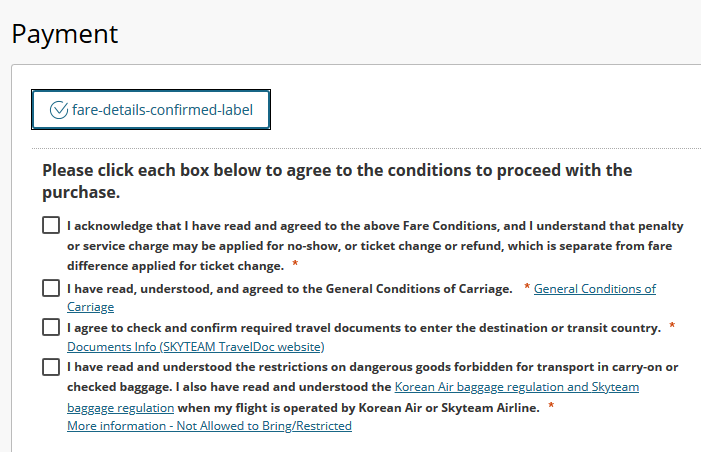 Payment
fare-details-confirmed-label
Please click each box below to agree to the conditions to proceed with the
purchase.
I acknowledge that I have read and agreed to the above Fare Conditions, and I understand that penalty
or service charge may be applied for no-show, or ticket change or refund, which is separate from fare
difference applied for ticket change. *
I have read, understood, and agreed to the General Conditions of Carriage. * General Conditions of
Carriage
I agree to check and confirm required travel documents to enter the destination or transit country. *
Documents Info (SKYTEAM TravelDoc website)
I have read and understood the restrictions on dangerous goods forbidden for transport in carry-on or
checked baggage. I also have read and understood the Korean Air baggage regulation and Skyteam
baggage regulation when my flight is operated by Korean Air or Skyteam Airline. *
More information - Not Allowed to Bring/Restricted